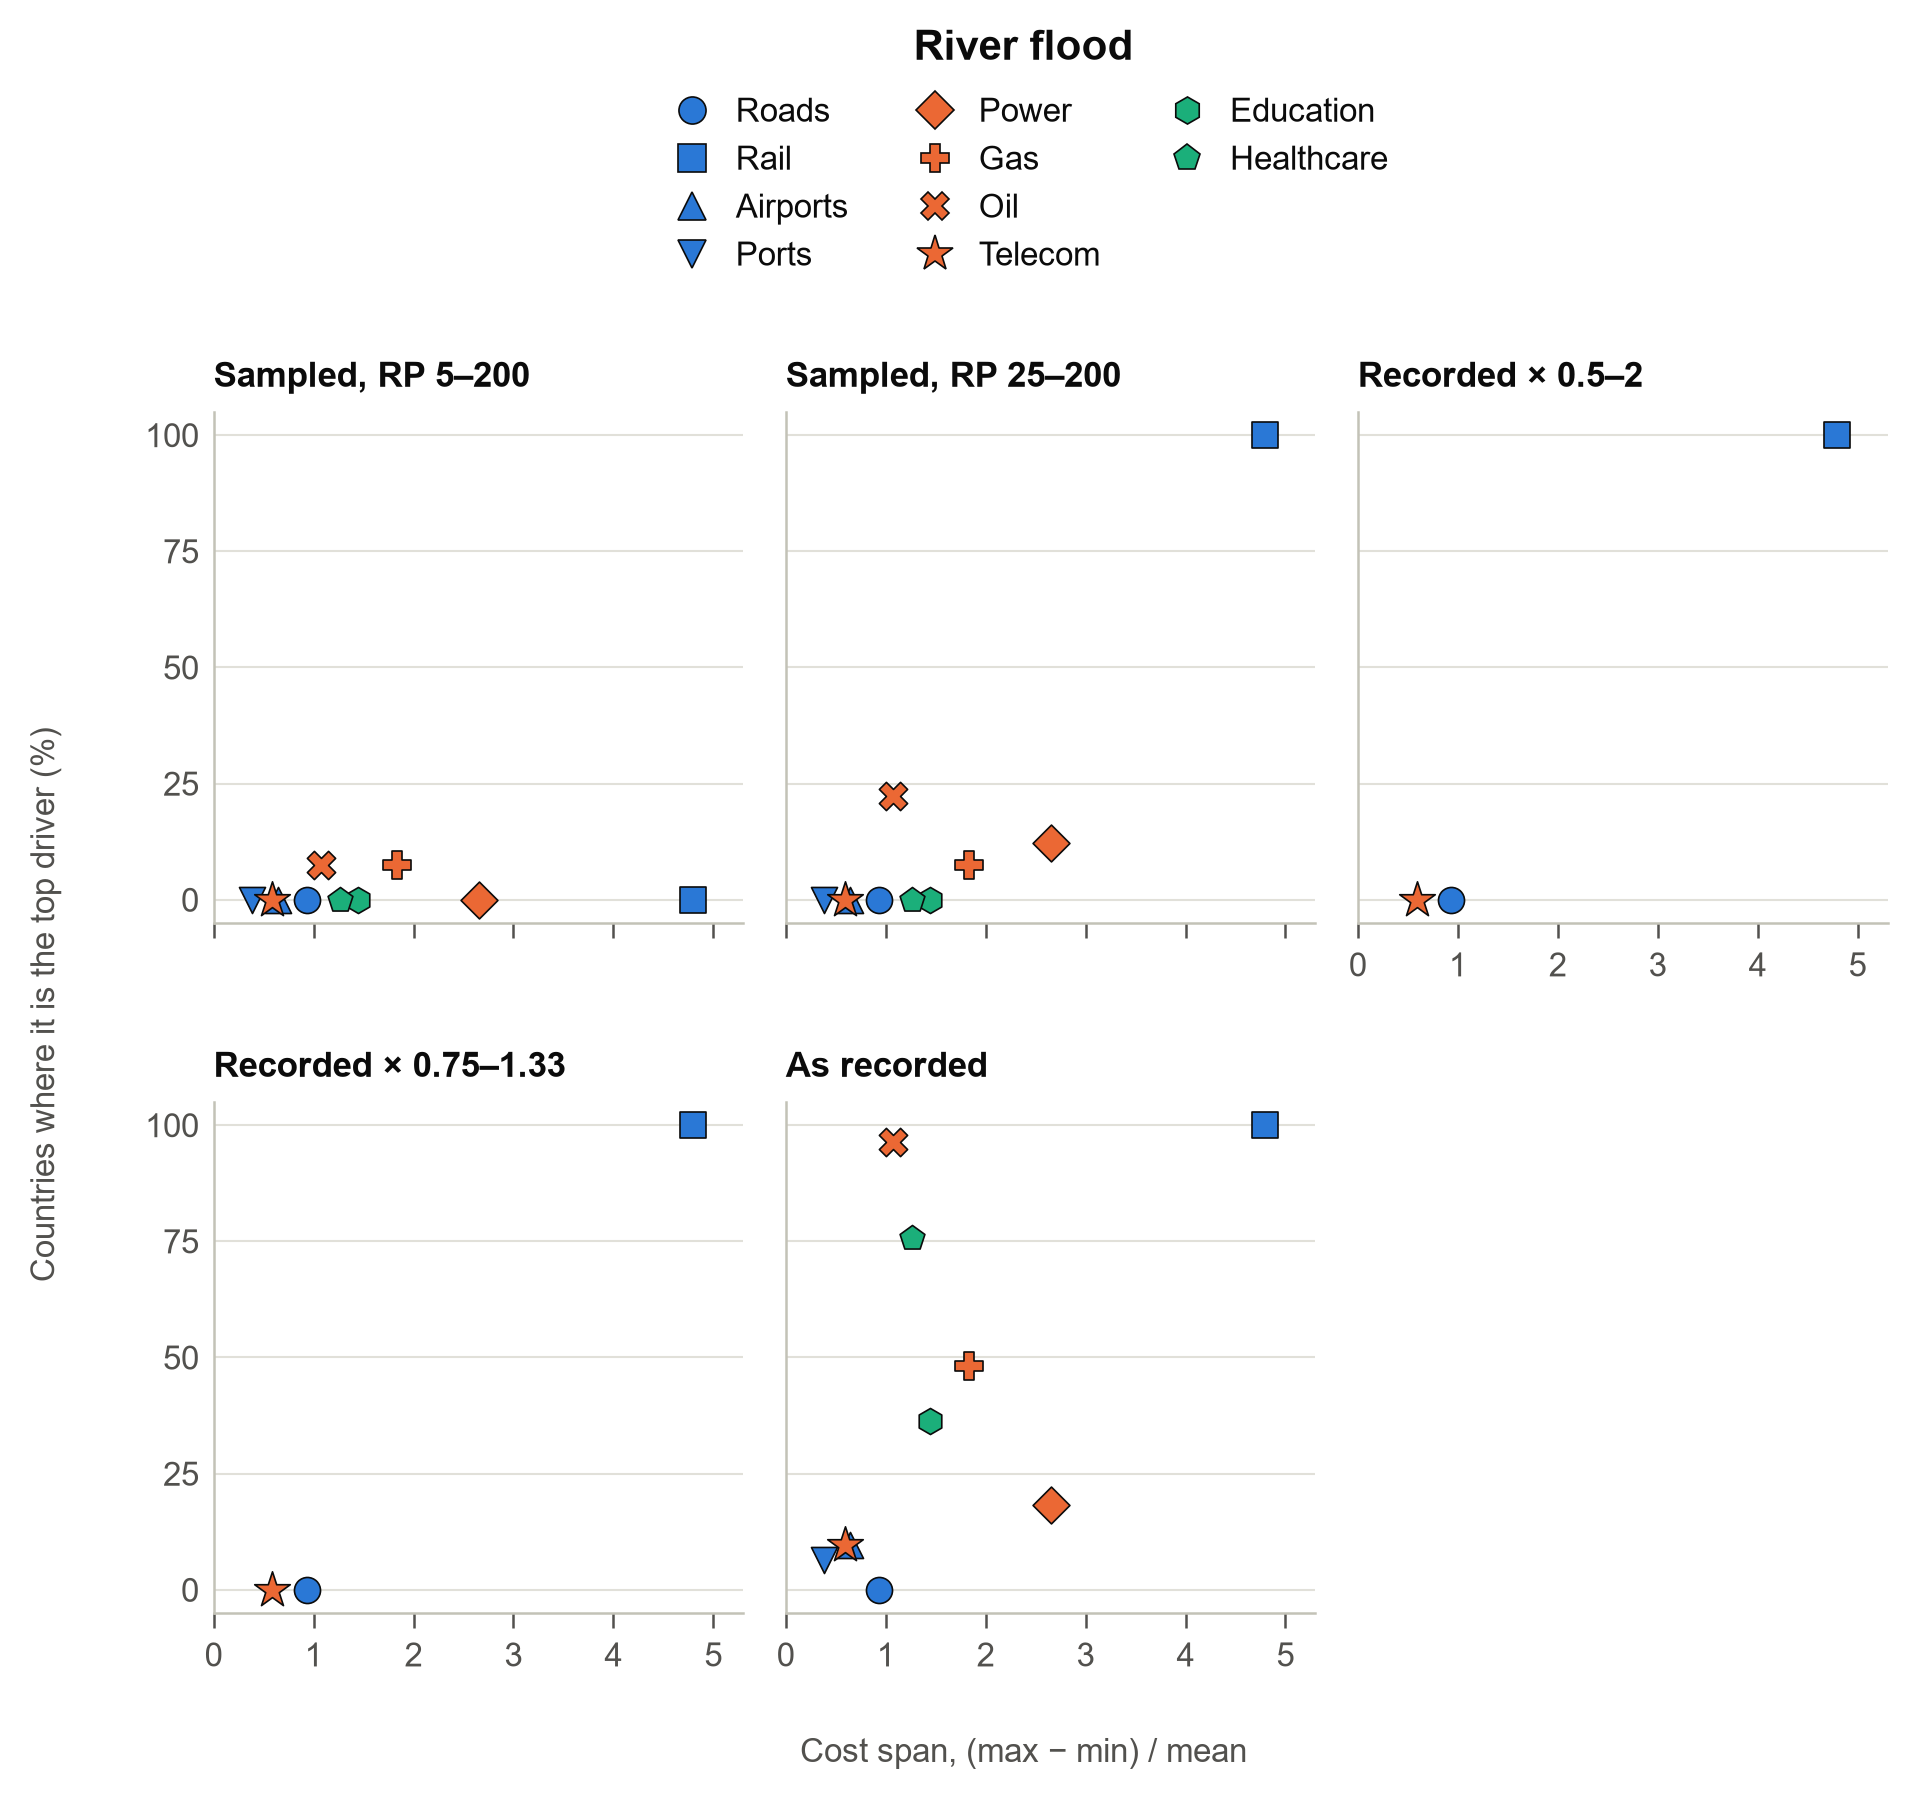 River flood
Roads
Rail
Airports
Ports
Power
Gas
Oil
Telecom
Education
Healthcare
Countries where it is the top driver (%)
Sampled, RP 5–200
100
75
50
25
0
Sampled, RP 25–200
Recorded × 0.5–2
0 1 2 3 4 5
Recorded × 0.75–1.33
100
75
50
25
0
0 1 2 3 4 5
As recorded
0 1 2 3 4 5
Cost span, (max − min) / mean